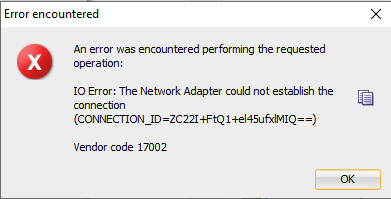 Error encountered
An error was encountered performing the requested
operation:
IO Error: The Network Adapter could not establish the
connection
(CONNECTION_ID=ZC22I+FtQ1+el45ufxlMIQ==)
Vendor code 17002
OK